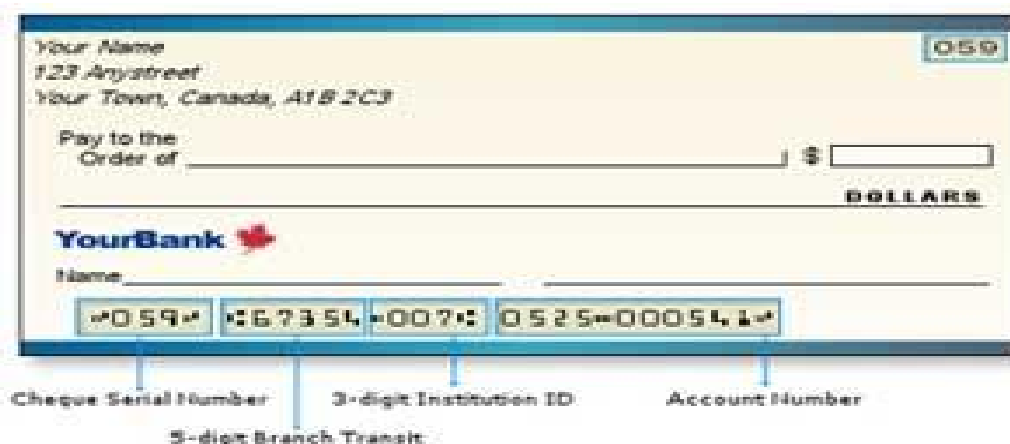 Your Name 059
123 Anystreet
Your Town, Canada, A1B 2C3
Pay to the
Order of $
DOLLARS
YourBank
Name
⑈059⑈ ⑆67354⑉007⑆ 0525⑉000541⑈
Cheque Serial Number 3-digit Institution ID Account Number
5-digit Branch Transit